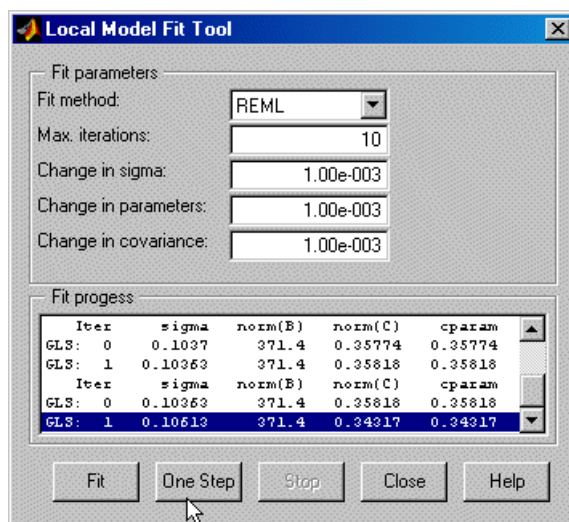 Local Model Fit Tool
Fit parameters
Fit method: REML
Max. iterations: 10
Change in sigma: 1.00e-003
Change in parameters: 1.00e-003
Change in covariance: 1.00e-003
Fit progess
Iter sigma norm(B) norm(C) cparam
GLS: 0 0.1037 371.4 0.35774 0.35774
GLS: 1 0.10363 371.4 0.35818 0.35818
Iter sigma norm(B) norm(C) cparam
GLS: 0 0.10363 371.4 0.35818 0.35818
GLS: 1 0.10613 371.4 0.34317 0.34317
Fit One Step Stop Close Help